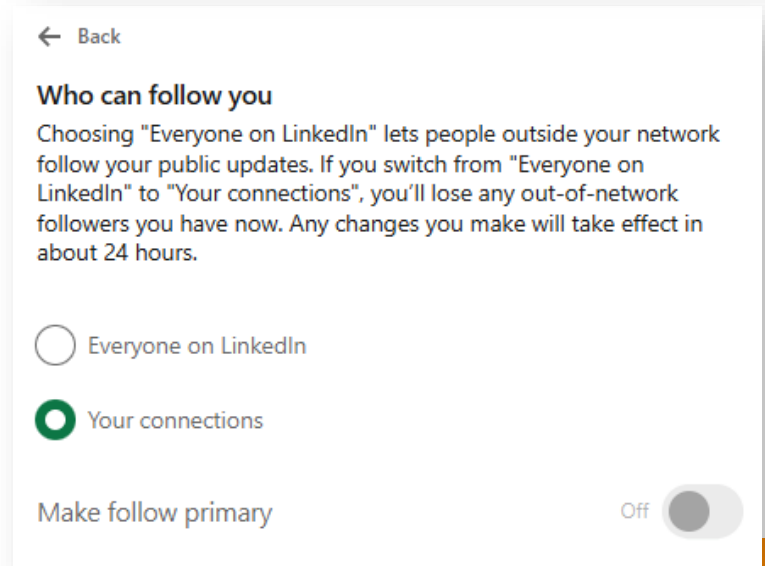 Back
Who can follow you
Choosing "Everyone on LinkedIn" lets people outside your network
follow your public updates. If you switch from "Everyone on
LinkedIn" to "Your connections", you’ll lose any out-of-network
followers you have now. Any changes you make will take effect in
about 24 hours.
Everyone on LinkedIn
Your connections
Make follow primary Off